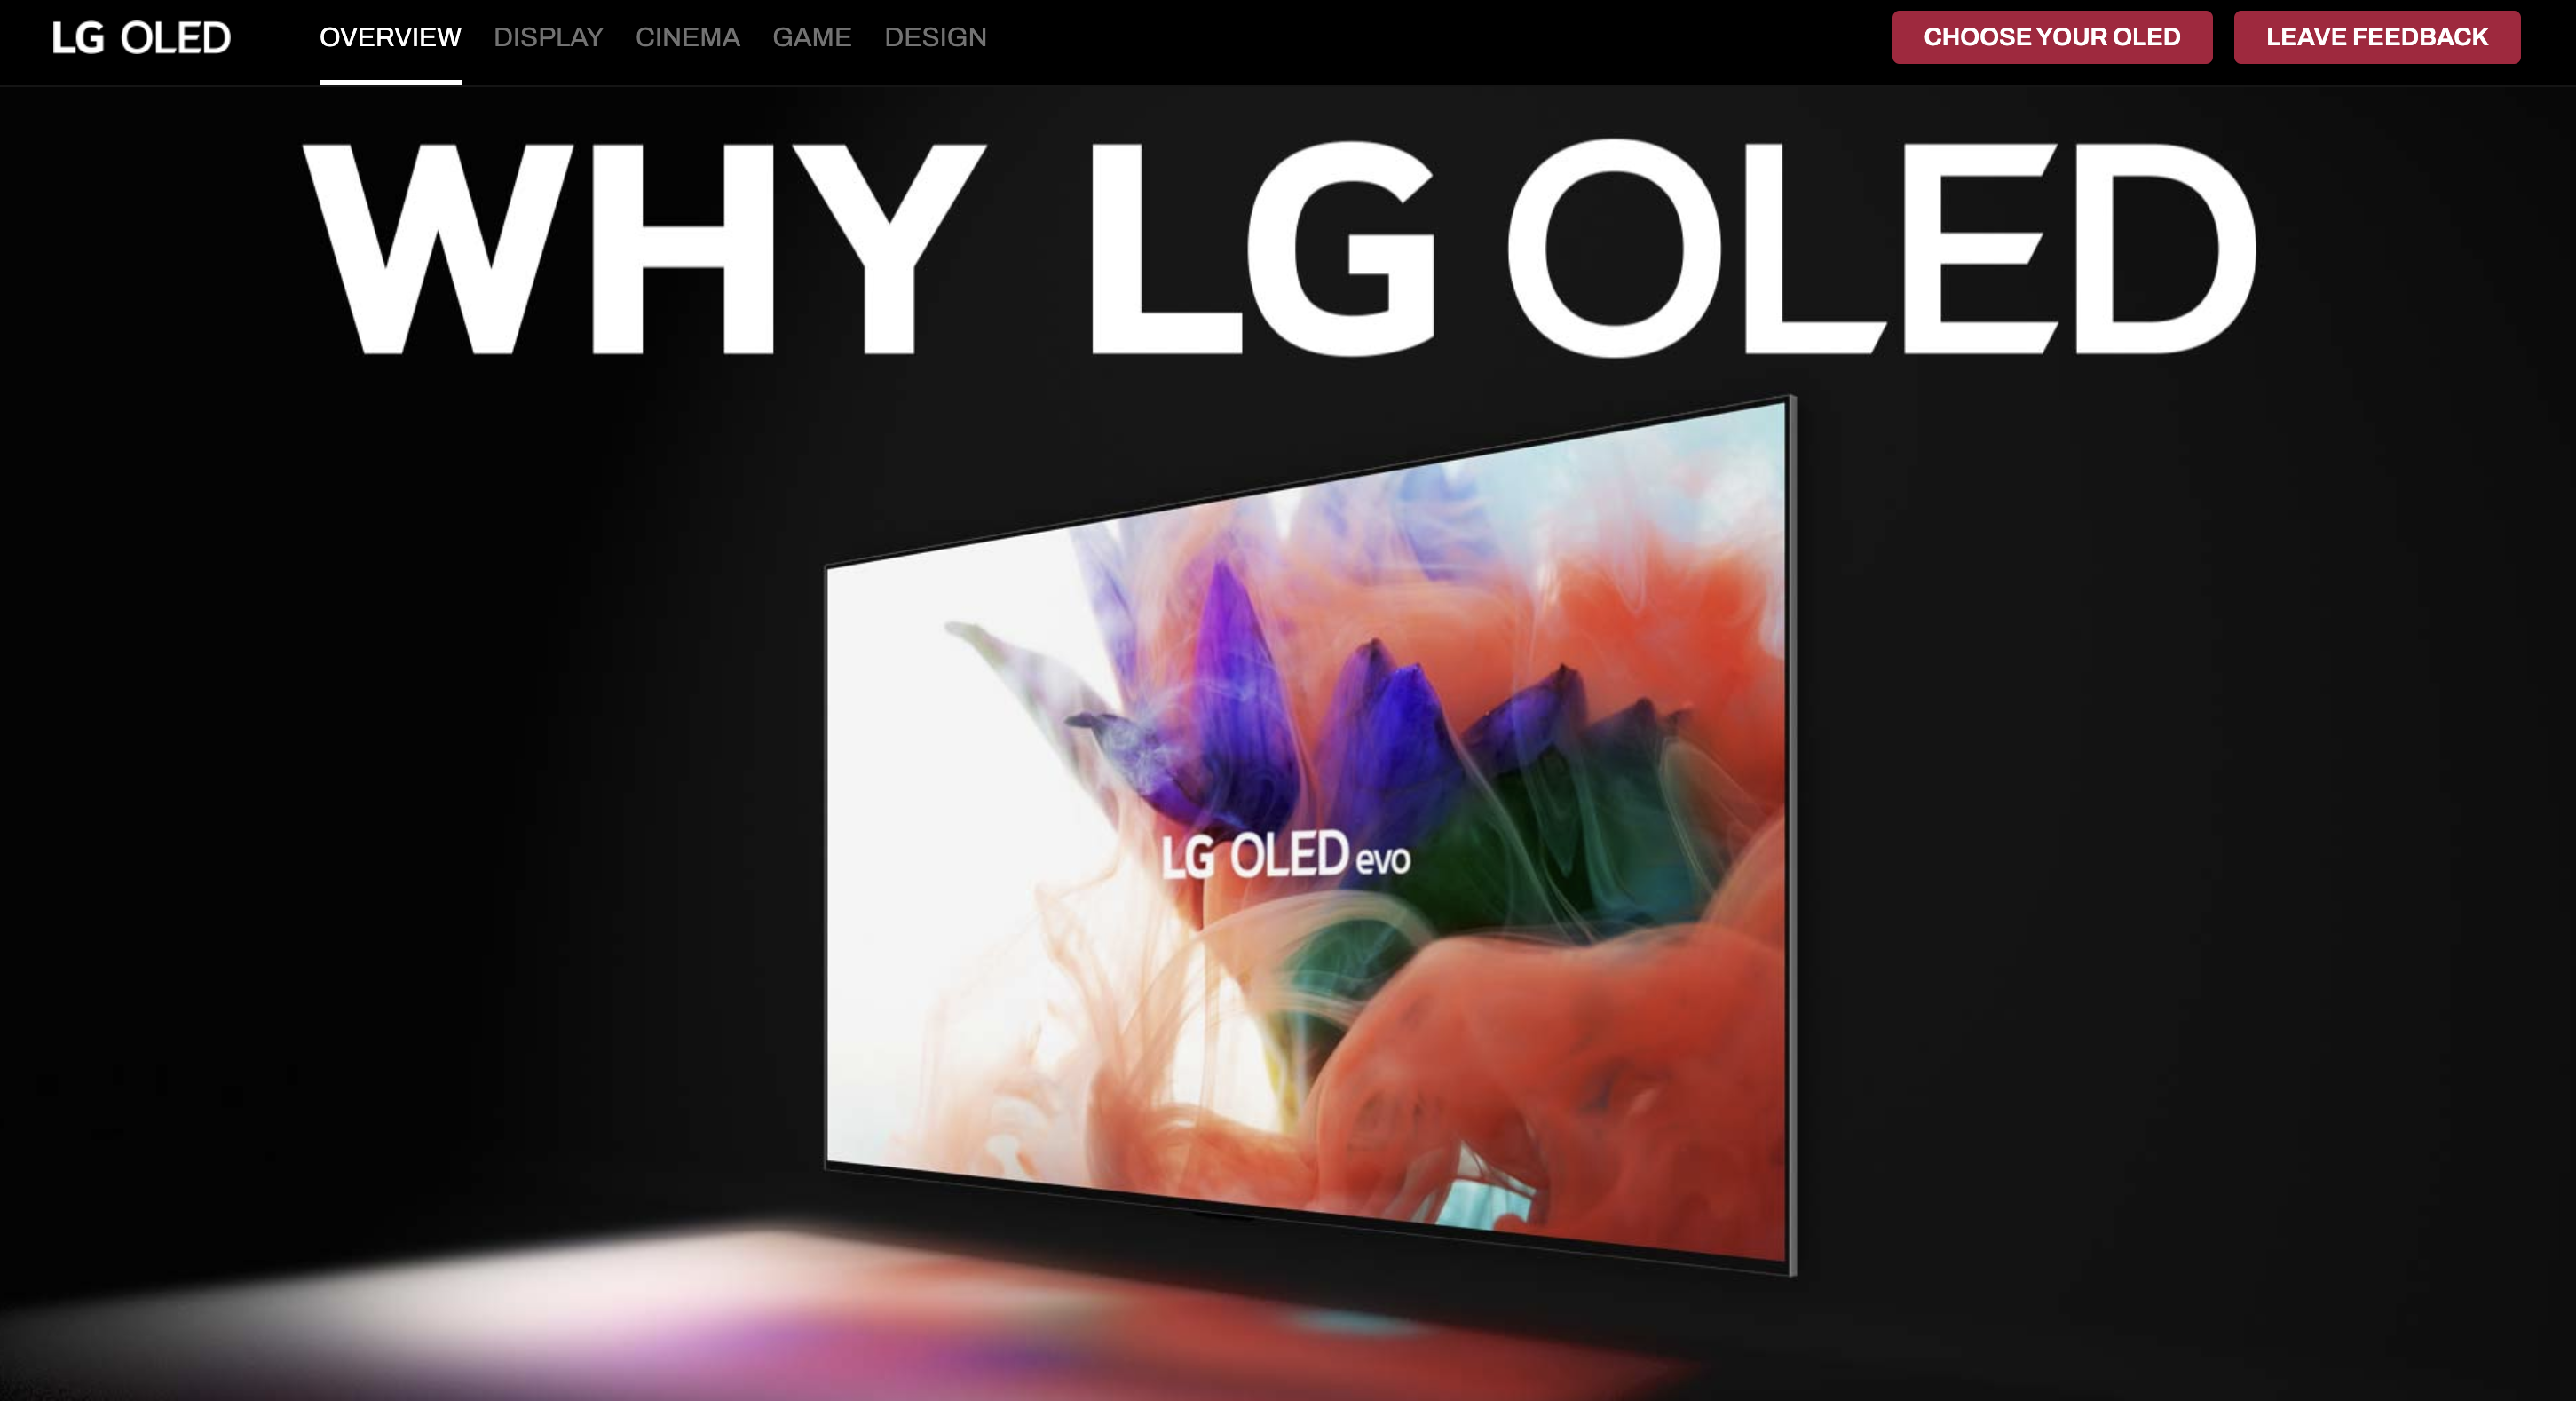 LG OLED OVERVIEW DISPLAY CINEMA GAME DESIGN CHOOSE YOUR OLED LEAVE FEEDBACK
WHY LG OLED
LG OLED evo